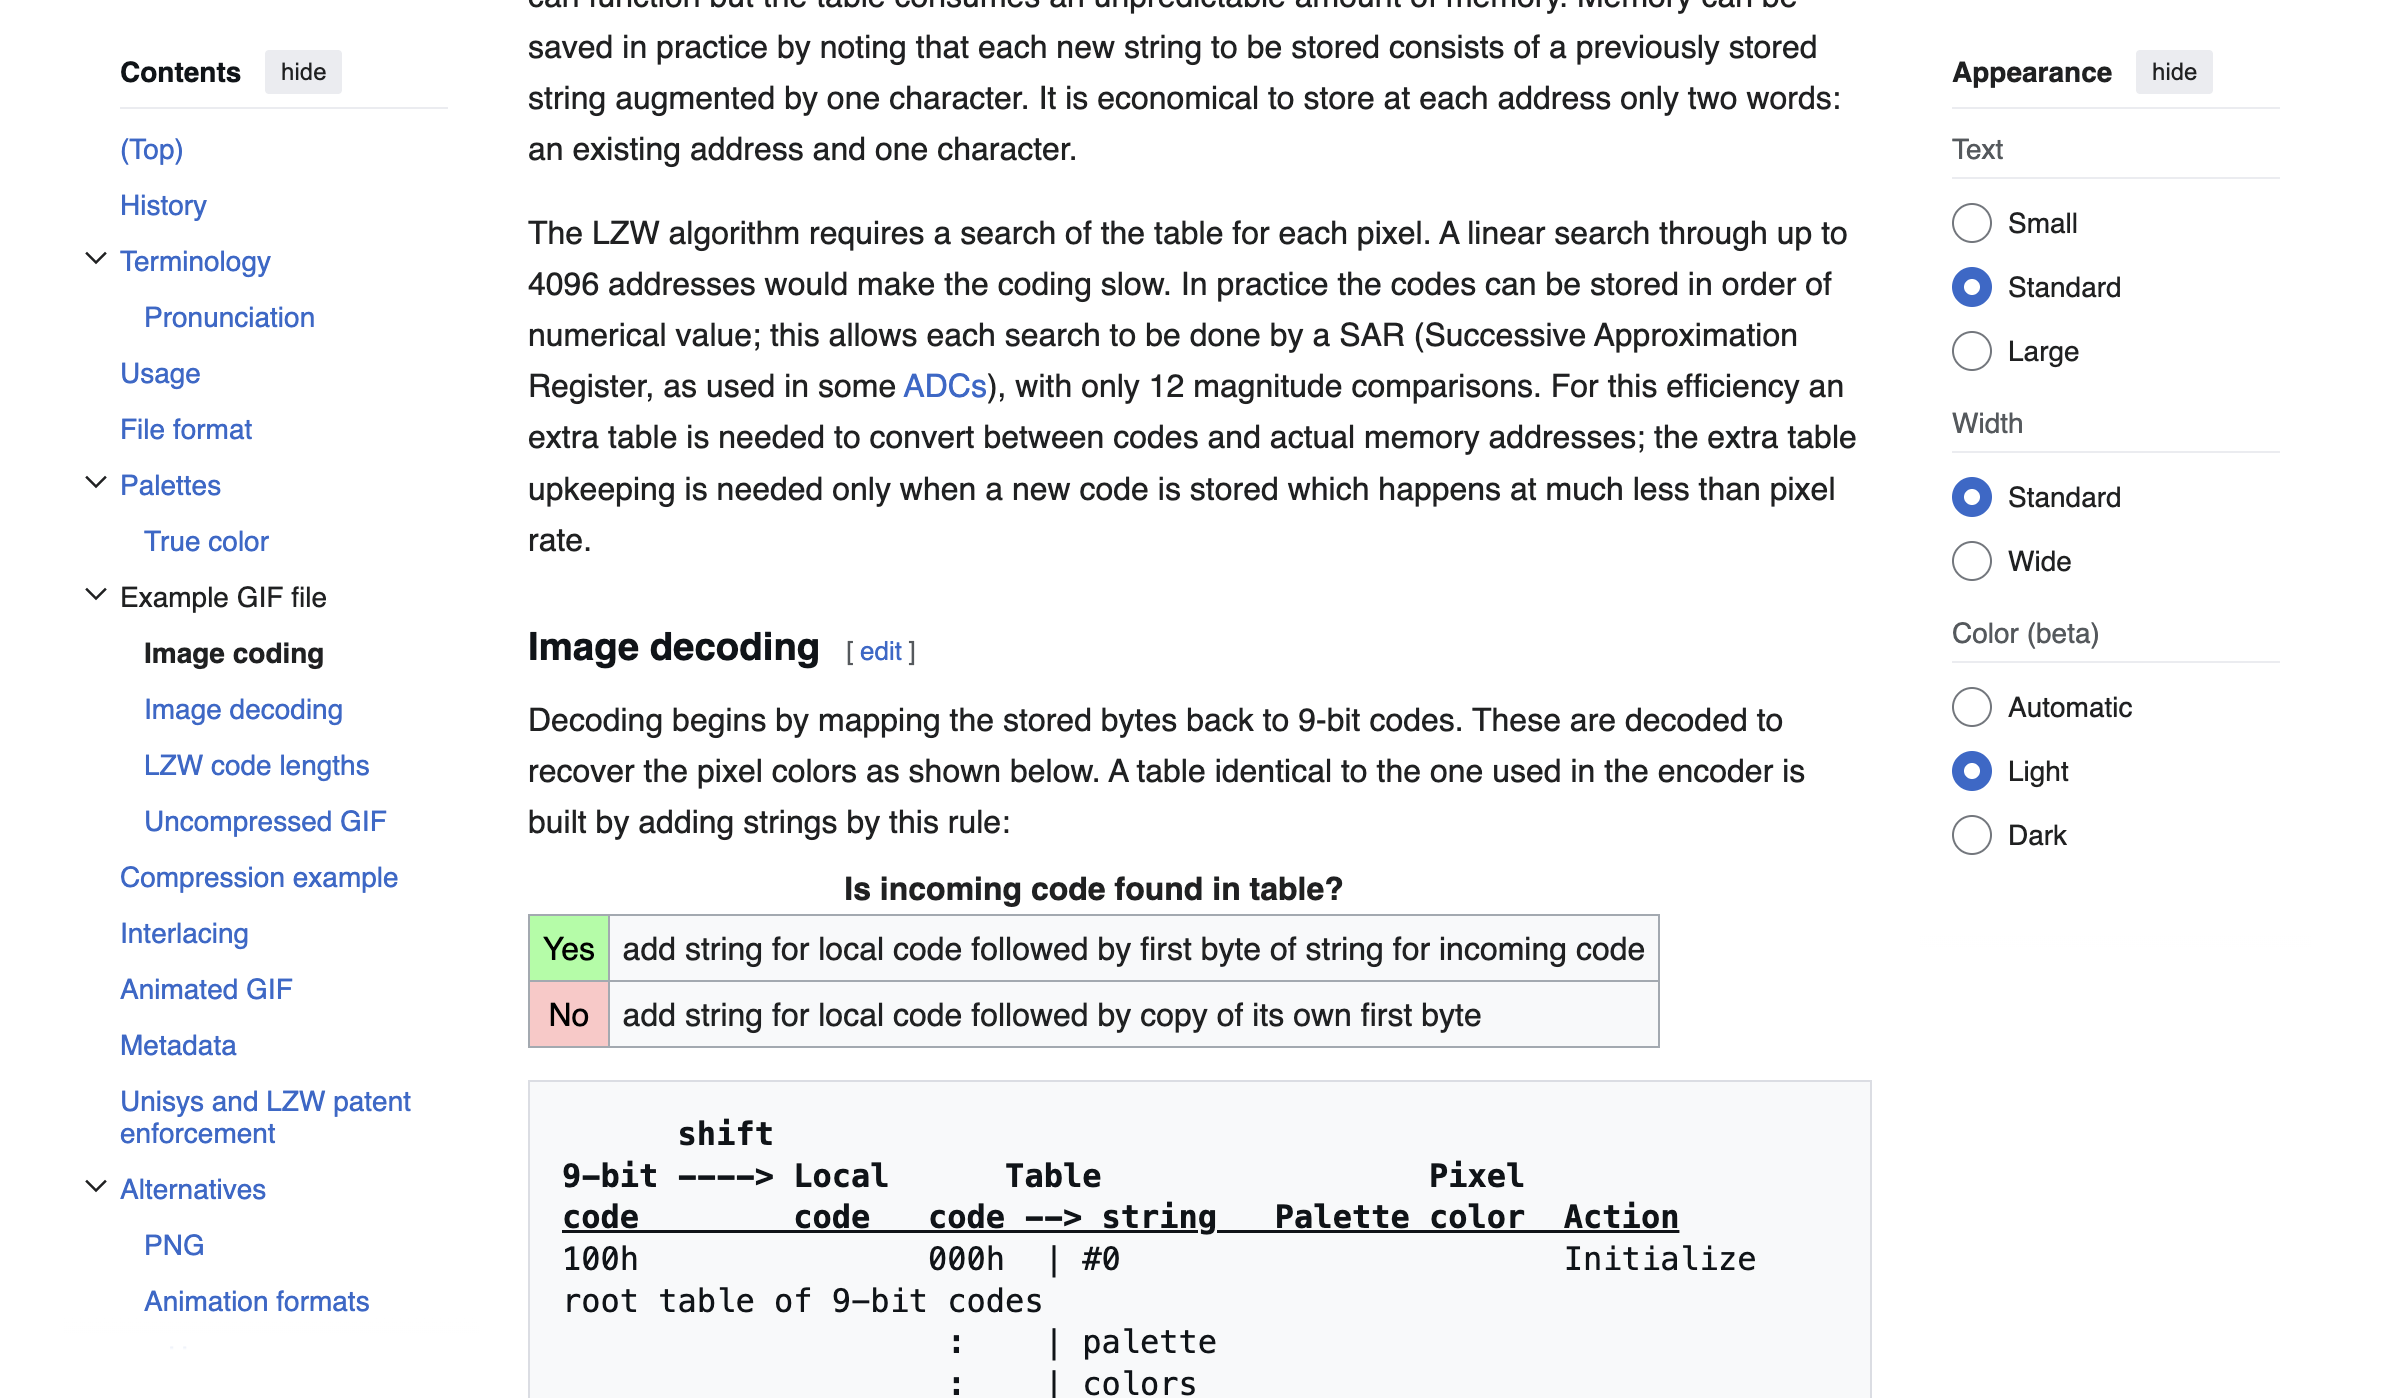 Contents hide
(Top)
History
Terminology
Pronunciation
Usage
File format
Palettes
True color
Example GIF file
Image coding
Image decoding
LZW code lengths
Uncompressed GIF
Compression example
Interlacing
Animated GIF
Metadata
Unisys and LZW patent
enforcement
Alternatives
PNG
Animation formats
can function but the table consumes an unpredictable amount of memory. Memory can be
saved in practice by noting that each new string to be stored consists of a previously stored
string augmented by one character. It is economical to store at each address only two words:
an existing address and one character.
The LZW algorithm requires a search of the table for each pixel. A linear search through up to
4096 addresses would make the coding slow. In practice the codes can be stored in order of
numerical value; this allows each search to be done by a SAR (Successive Approximation
Register, as used in some ADCs), with only 12 magnitude comparisons. For this efficiency an
extra table is needed to convert between codes and actual memory addresses; the extra table
upkeeping is needed only when a new code is stored which happens at much less than pixel
rate.
Image decoding [ edit ]
Decoding begins by mapping the stored bytes back to 9-bit codes. These are decoded to
recover the pixel colors as shown below. A table identical to the one used in the encoder is
built by adding strings by this rule:
Is incoming code found in table?
Yes add string for local code followed by first byte of string for incoming code
No add string for local code followed by copy of its own first byte
shift
9-bit ----> Local Table Pixel
code code code --> string Palette color Action
100h 000h | #0 Initialize
root table of 9-bit codes
: | palette
: | colors
Appearance hide
Text
Small
Standard
Large
Width
Standard
Wide
Color (beta)
Automatic
Light
Dark